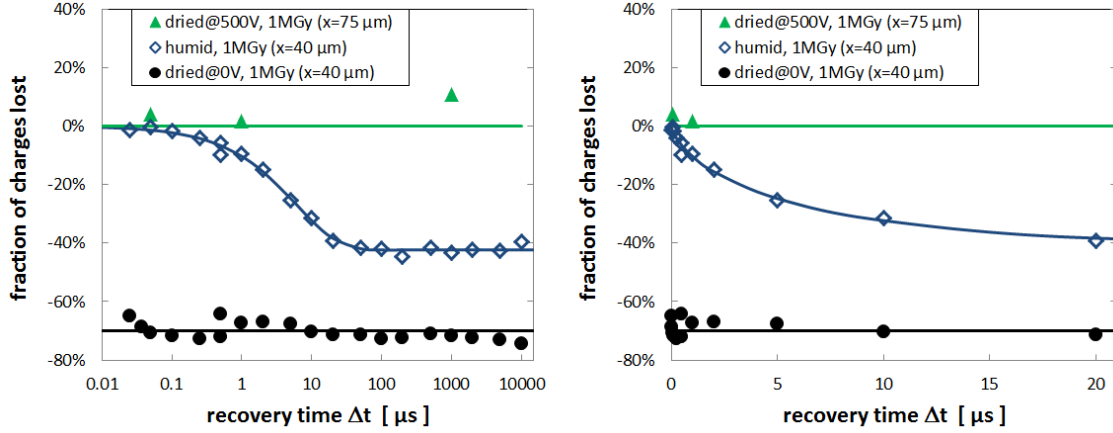 40%
20%
0%
-20%
-40%
-60%
-80%
fraction of charges lost
dried@500V, 1MGy (x=75 µm)
humid, 1MGy (x=40 µm)
dried@0V, 1MGy (x=40 µm)
0.01 0.1 1 10 100 1000 10000
recovery time Δt [ µs ]
40%
20%
0%
-20%
-40%
-60%
-80%
fraction of charges lost
dried@500V, 1MGy (x=75 µm)
humid, 1MGy (x=40 µm)
dried@0V, 1MGy (x=40 µm)
0 5 10 15 20
recovery time Δt [ µs ]